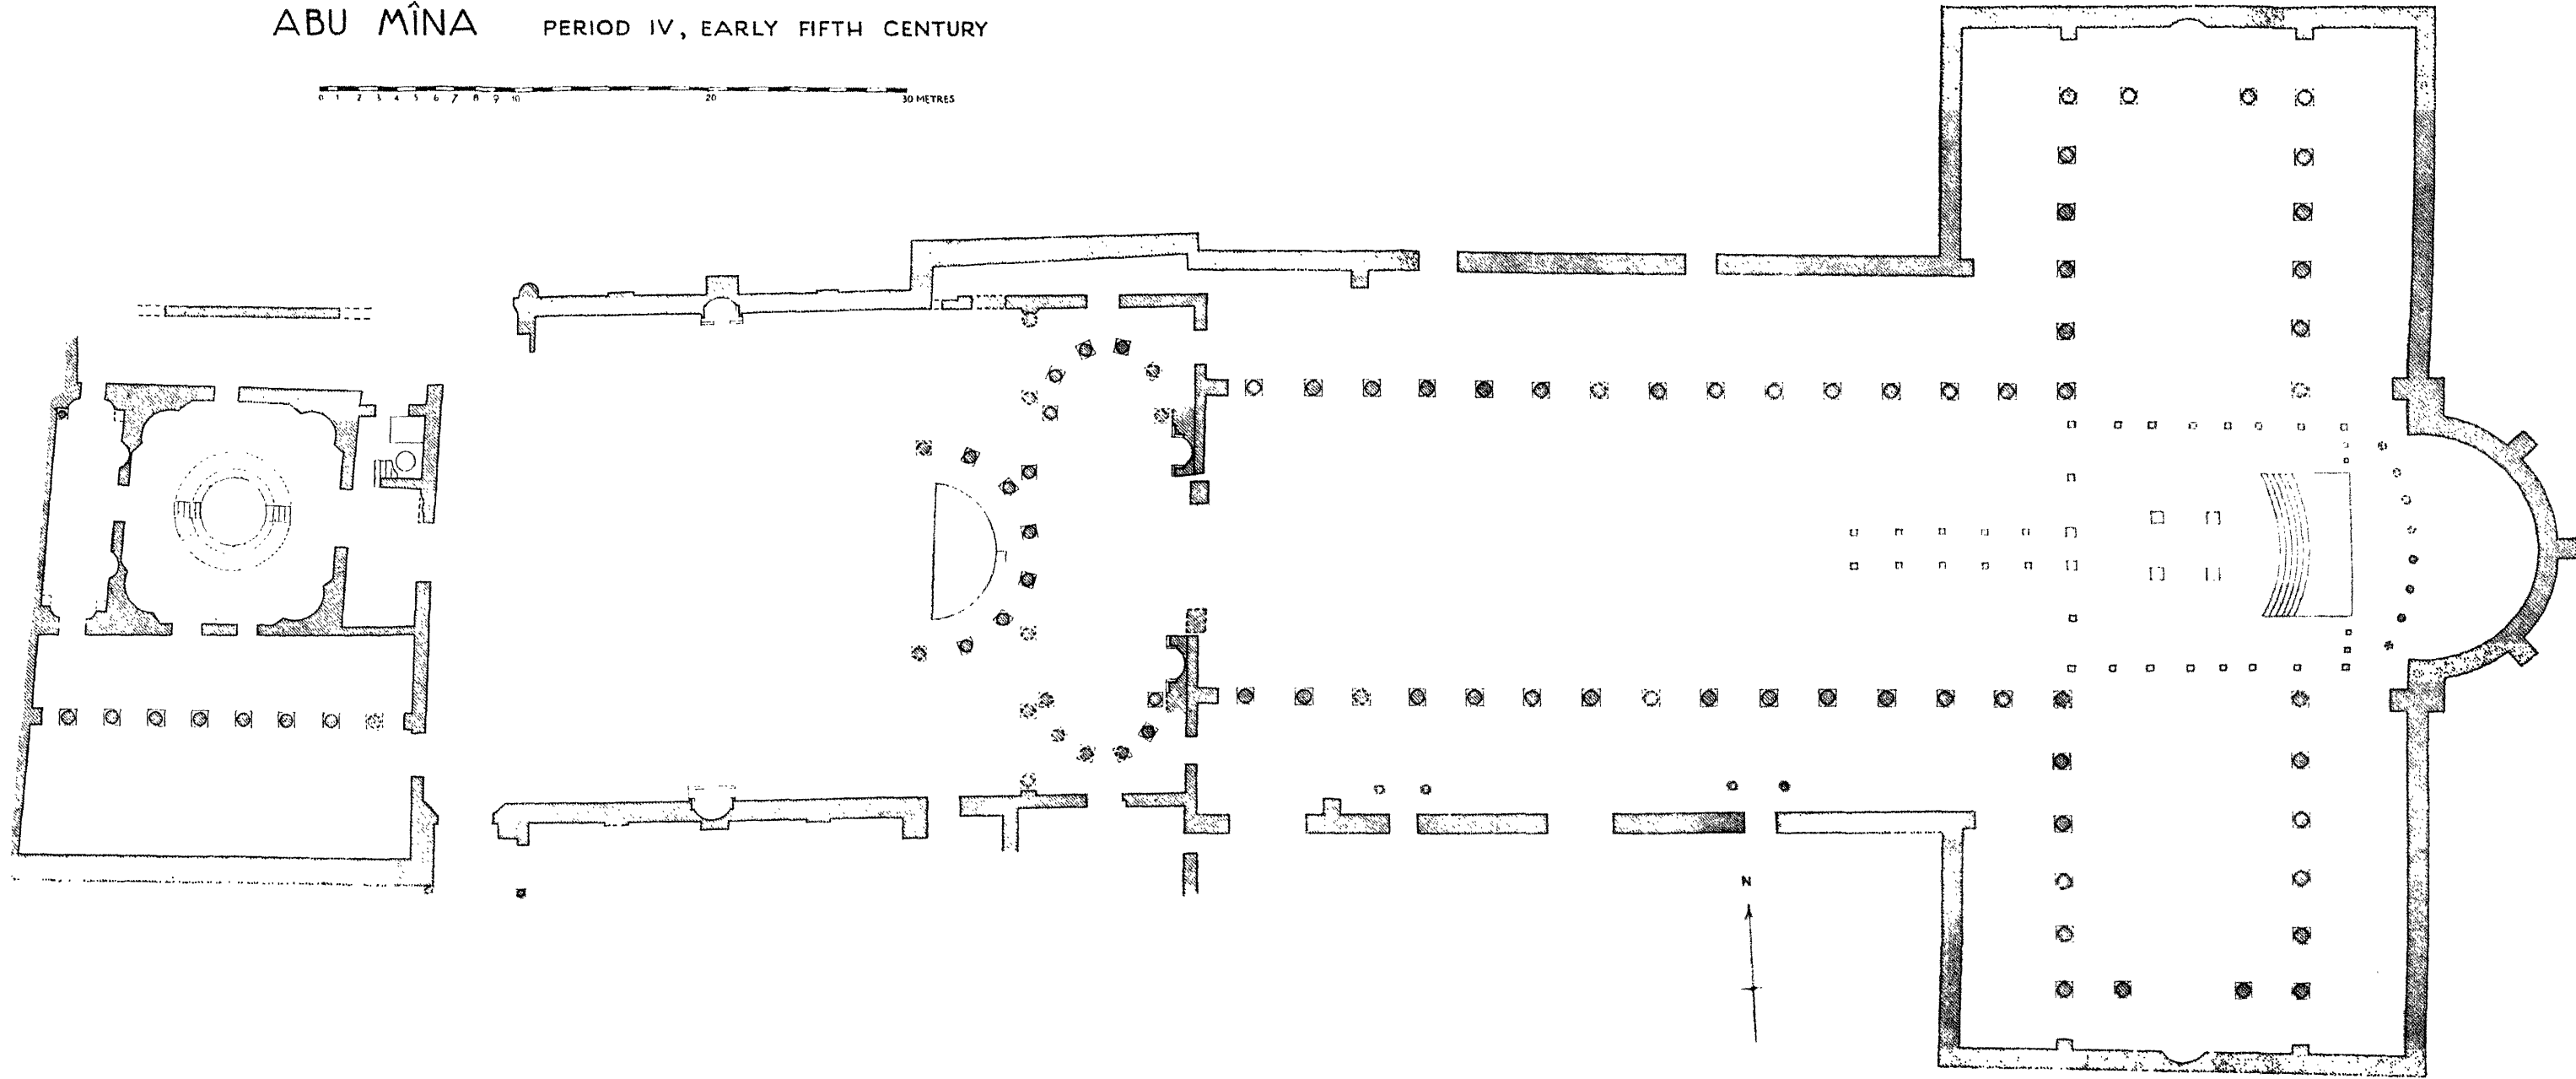 ABU MÎNA PERIOD IV, EARLY FIFTH CENTURY
0 1 2 3 4 5 6 7 8 9 10 20 30 METRES
N